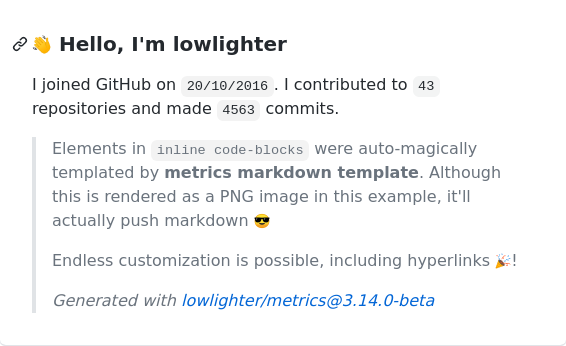 👋 Hello, I'm lowlighter
I joined GitHub on 20/10/2016. I contributed to 43
repositories and made 4563 commits.
Elements in inline code-blocks were auto-magically
templated by metrics markdown template. Although
this is rendered as a PNG image in this example, it'll
actually push markdown 😎
Endless customization is possible, including hyperlinks 🎉!
Generated with lowlighter/metrics@3.14.0-beta